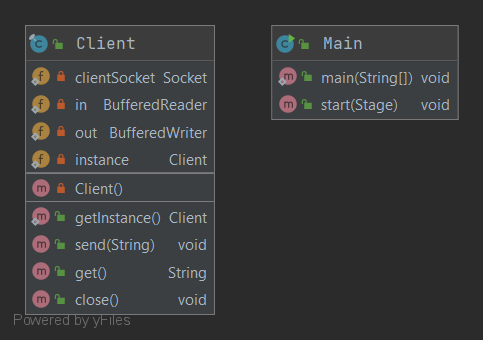 Client
clientSocket Socket
in BufferedReader
out BufferedWriter
instance Client
Client()
getInstance() Client
send(String) void
get() String
close() void
Main
main(String[]) void
start(Stage) void
Powered by yFiles